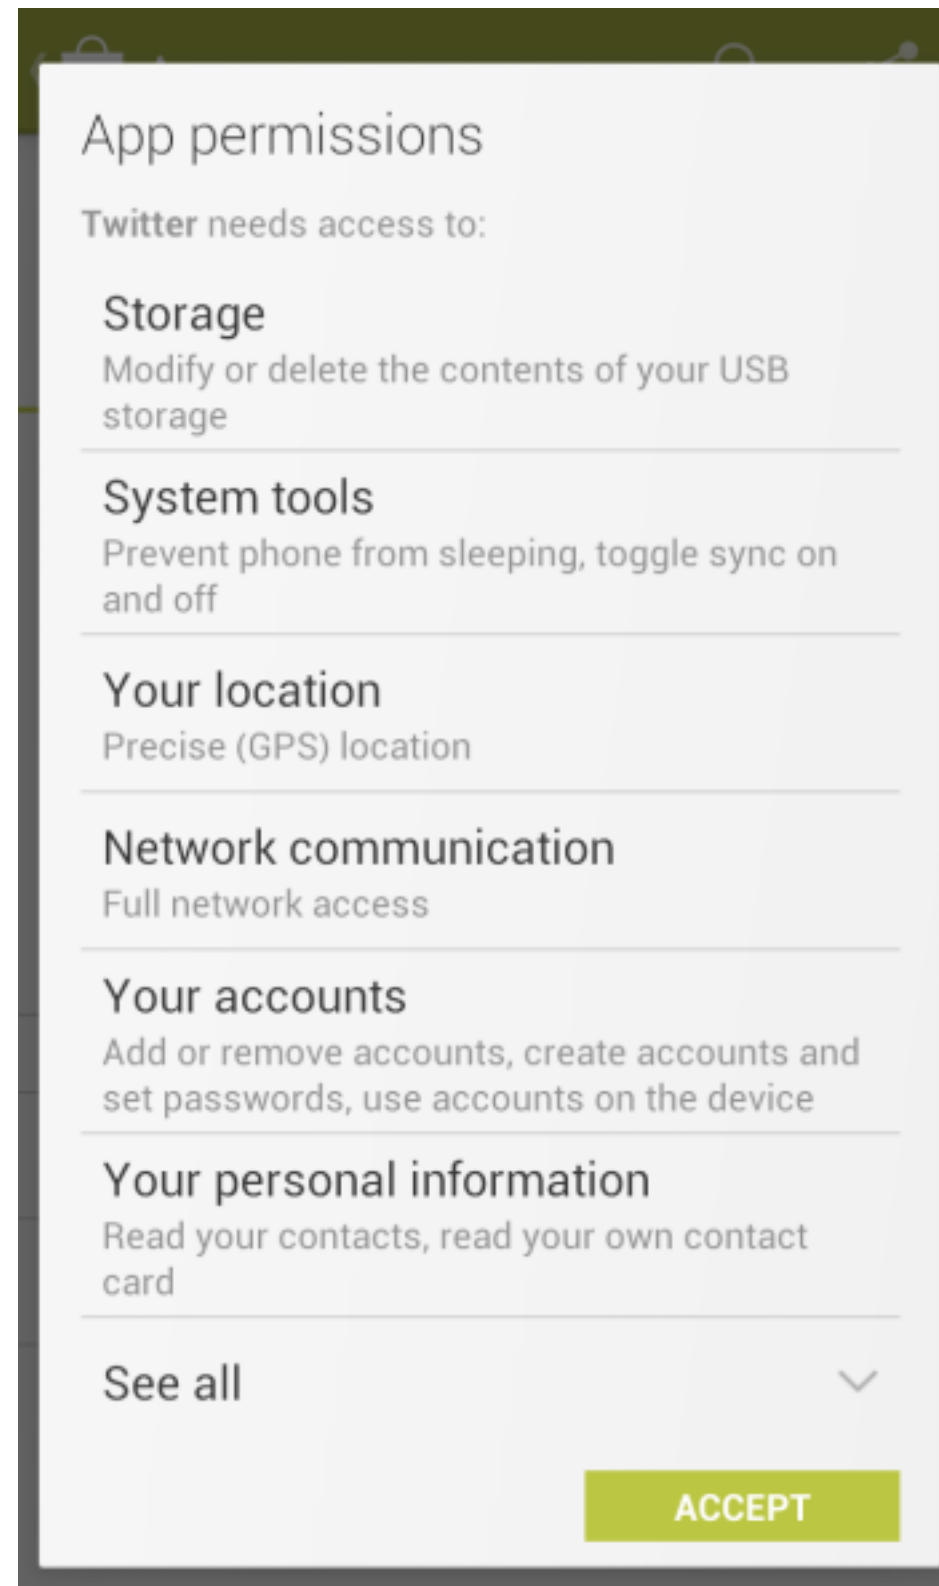 App permissions
Twitter needs access to:
Storage
Modify or delete the contents of your USB
storage
System tools
Prevent phone from sleeping, toggle sync on
and off
Your location
Precise (GPS) location
Network communication
Full network access
Your accounts
Add or remove accounts, create accounts and
set passwords, use accounts on the device
Your personal information
Read your contacts, read your own contact
card
See all
ACCEPT